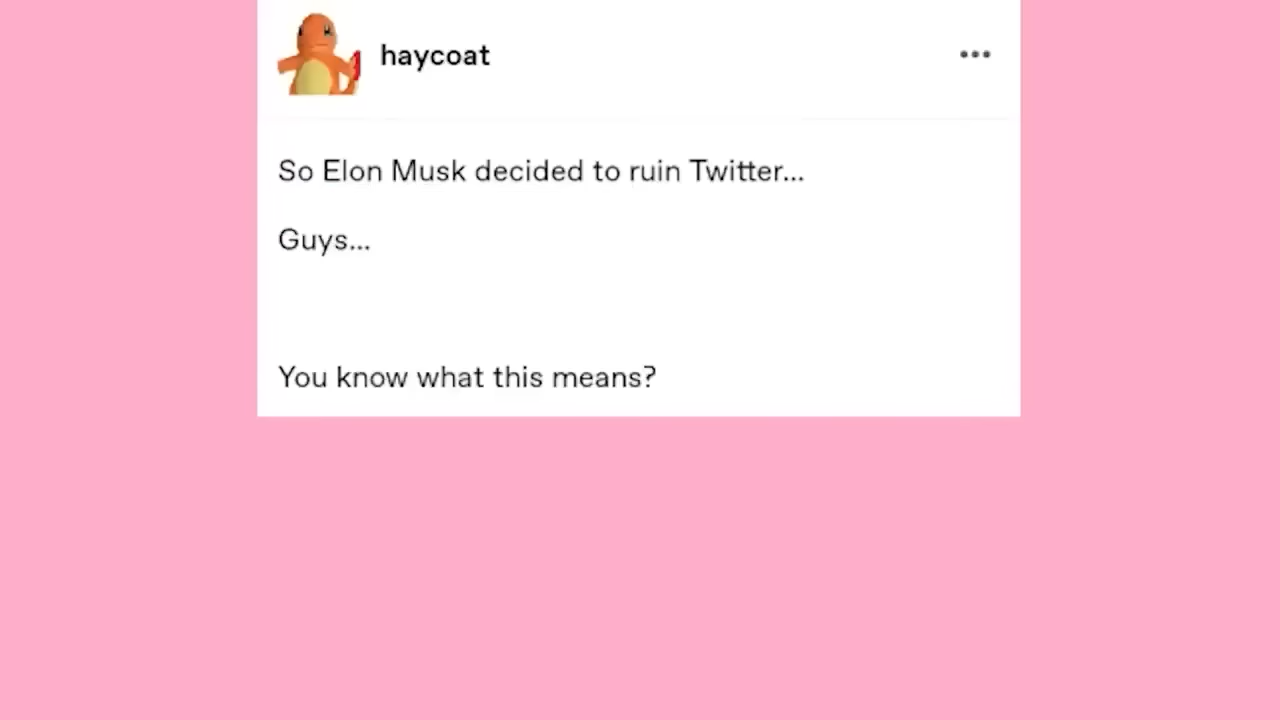 haycoat
So Elon Musk decided to ruin Twitter...
Guys...
You know what this means?